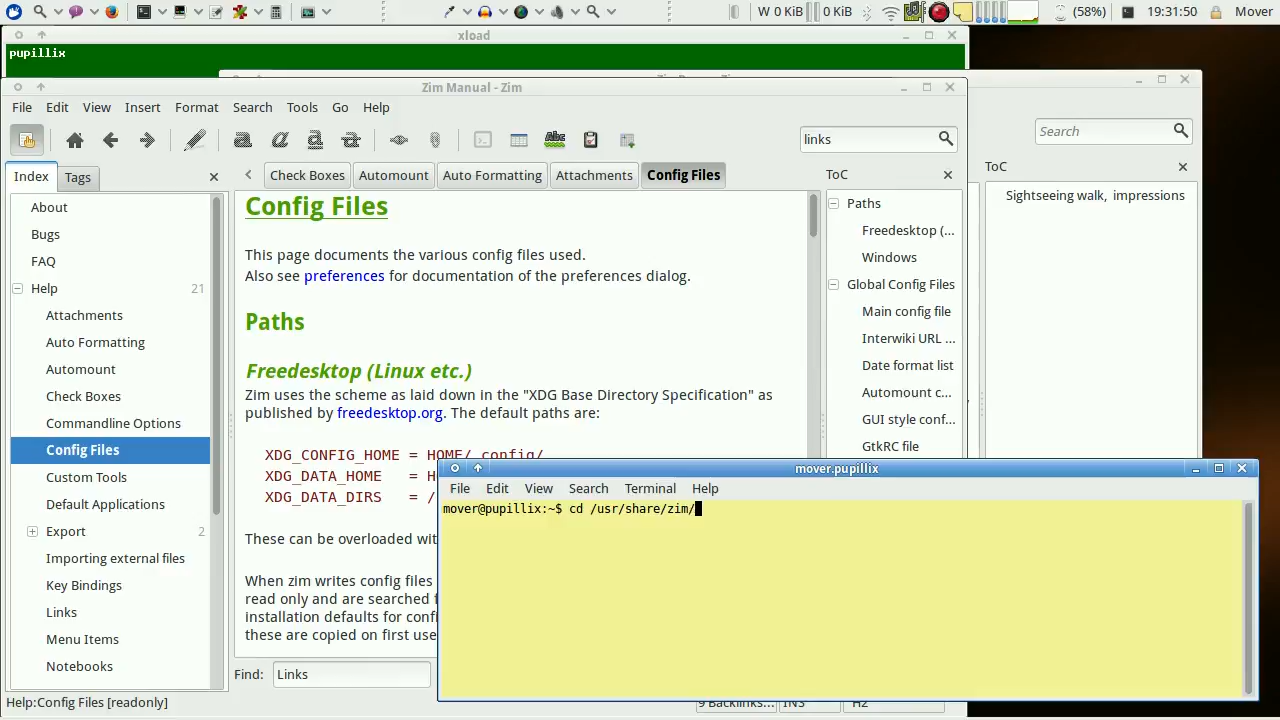 W 0 KiB 0 KiB (58%) 19:31:50 Mover
xload
pupillix
Zim Manual - Zim
File Edit View Insert Format Search Tools Go Help
links
Search
Index Tags
Check Boxes Automount Auto Formatting Attachments Config Files
ToC
ToC
About
Bugs
FAQ
Help 21
Attachments
Auto Formatting
Automount
Check Boxes
Commandline Options
Config Files
Custom Tools
Default Applications
Export 2
Importing external files
Key Bindings
Links
Menu Items
Notebooks
Config Files
This page documents the various config files used.
Also see preferences for documentation of the preferences dialog.
Paths
Freedesktop (Linux etc.)
Zim uses the scheme as laid down in the "XDG Base Directory Specification" as
published by freedesktop.org. The default paths are:
XDG_CONFIG_HOME = HOME/.config/
XDG_DATA_HOME = H
XDG_DATA_DIRS = /
These can be overloaded wit
When zim writes config files
read only and are searched f
installation defaults for confi
these are copied on first use
Paths
Freedesktop (...
Windows
Global Config Files
Main config file
Interwiki URL ...
Date format list
Automount c...
GUI style conf...
GtkRC file
Sightseeing walk, impressions
Find: Links
Help:Config Files [readonly]
9 Backlinks... INS H2
mover.pupillix
File Edit View Search Terminal Help
mover@pupillix:~$ cd /usr/share/zim/